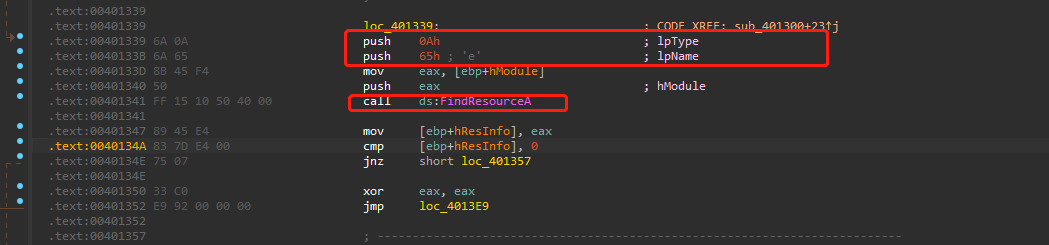 .text:00401339
.text:00401339 loc_401339: ; CODE XREF: sub_401300+23↑j
.text:00401339 6A 0A push 0Ah ; lpType
.text:0040133B 6A 65 push 65h ; 'e' ; lpName
.text:0040133D 8B 45 F4 mov eax, [ebp+hModule]
.text:00401340 50 push eax ; hModule
.text:00401341 FF 15 10 50 40 00 call ds:FindResourceA
.text:00401341
.text:00401347 89 45 E4 mov [ebp+hResInfo], eax
.text:0040134A 83 7D E4 00 cmp [ebp+hResInfo], 0
.text:0040134E 75 07 jnz short loc_401357
.text:0040134E
.text:00401350 33 C0 xor eax, eax
.text:00401352 E9 92 00 00 00 jmp loc_4013E9
.text:00401352
.text:00401357 ; ---------------------------------------------------------------------------